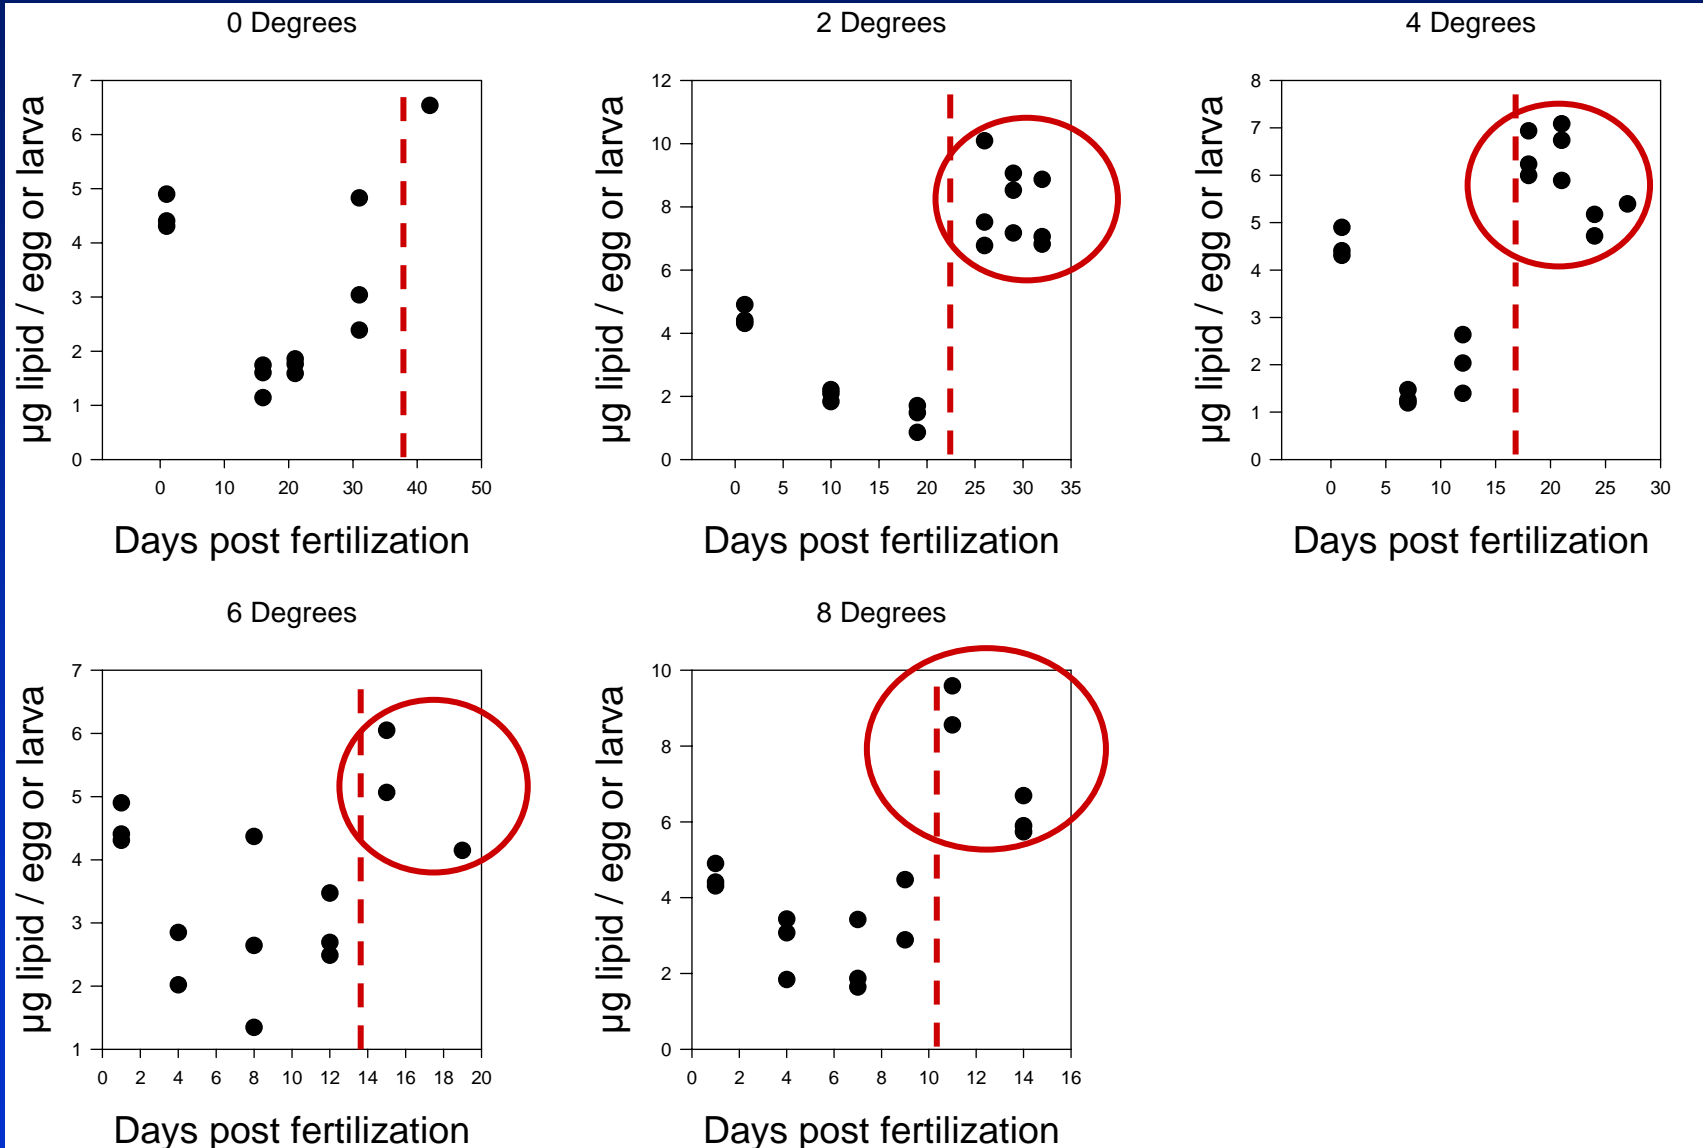 0 Degrees
2 Degrees
4 Degrees
µg lipid / egg or larva
7
6
5
4
3
2
1
0
0 10 20 30 40 50
Days post fertilization
µg lipid / egg or larva
12
10
8
6
4
2
0
0 5 10 15 20 25 30 35
Days post fertilization
µg lipid / egg or larva
8
7
6
5
4
3
2
1
0
0 5 10 15 20 25 30
Days post fertilization
6 Degrees
8 Degrees
µg lipid / egg or larva
7
6
5
4
3
2
1
0 2 4 6 8 10 12 14 16 18 20
Days post fertilization
µg lipid / egg or larva
10
8
6
4
2
0
0 2 4 6 8 10 12 14 16
Days post fertilization